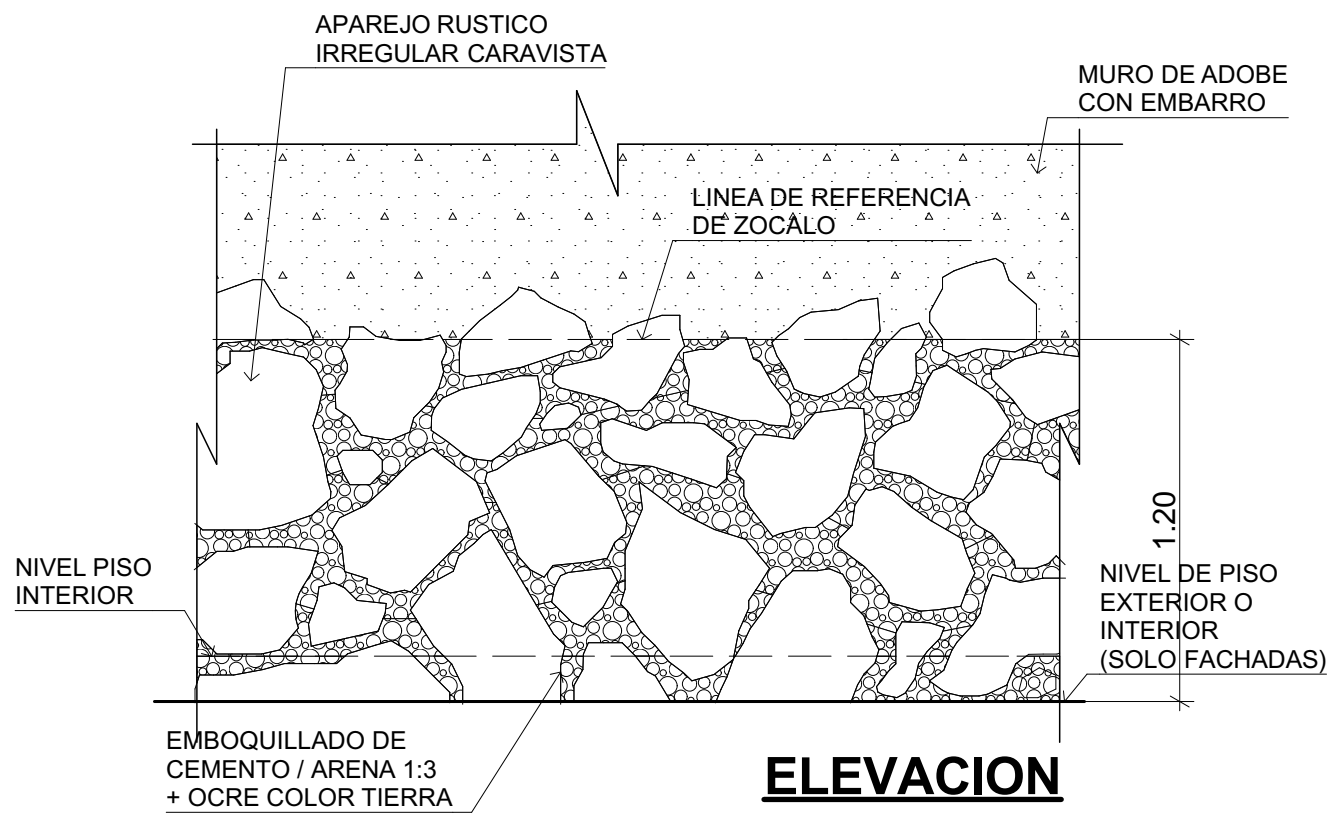 APAREJO RUSTICO
IRREGULAR CARAVISTA
MURO DE ADOBE
CON EMBARRO
LINEA DE REFERENCIA
DE ZOCALO
1.20
NIVEL PISO
INTERIOR
NIVEL DE PISO
EXTERIOR O
INTERIOR
(SOLO FACHADAS)
EMBOQUILLADO DE
CEMENTO / ARENA 1:3
+ OCRE COLOR TIERRA
ELEVACION